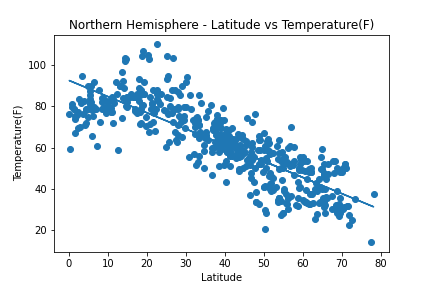 Northern Hemisphere - Latitude vs Temperature(F)
100
80
60
40
20
Temperature(F)
0 10 20 30 40 50 60 70 80
Latitude